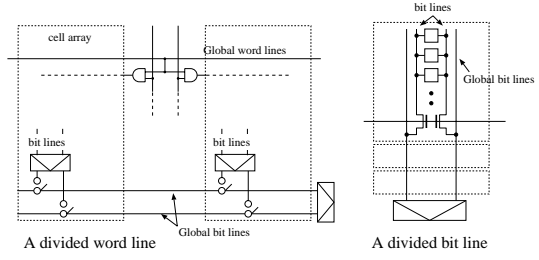 cell array
Global word lines
bit lines
bit lines
Global bit lines
A divided word line
bit lines
Global bit lines
A divided bit line